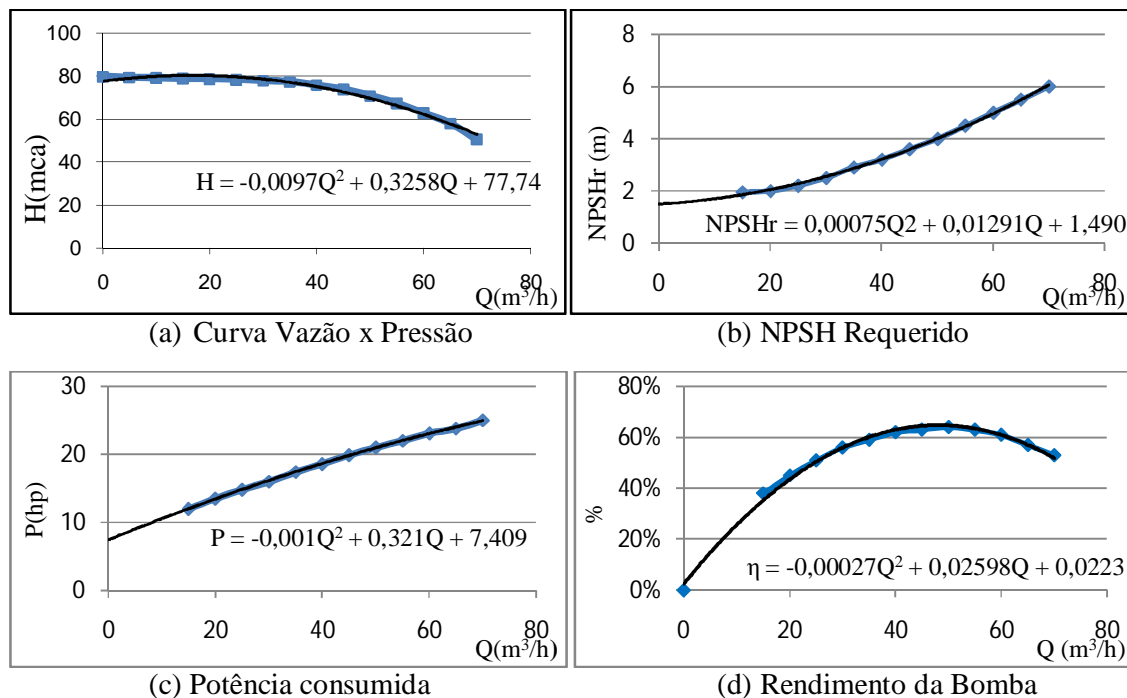 H(mca)
100
80
60
40
20
0
H = -0,0097Q² + 0,3258Q + 77,74
0 20 40 60 80
Q(m³/h)
(a) Curva Vazão x Pressão
NPSHr (m)
8
6
4
2
0
NPSHr = 0,00075Q2 + 0,01291Q + 1,490
0 20 40 60 80
Q(m³/h)
(b) NPSH Requerido
P(hp)
30
20
10
0
P = -0,001Q² + 0,321Q + 7,409
0 20 40 60 80
Q(m³/h)
(c) Potência consumida
%
80%
60%
40%
20%
0%
η = -0,00027Q² + 0,02598Q + 0,0223
0 20 40 60 80
Q (m³/h)
(d) Rendimento da Bomba